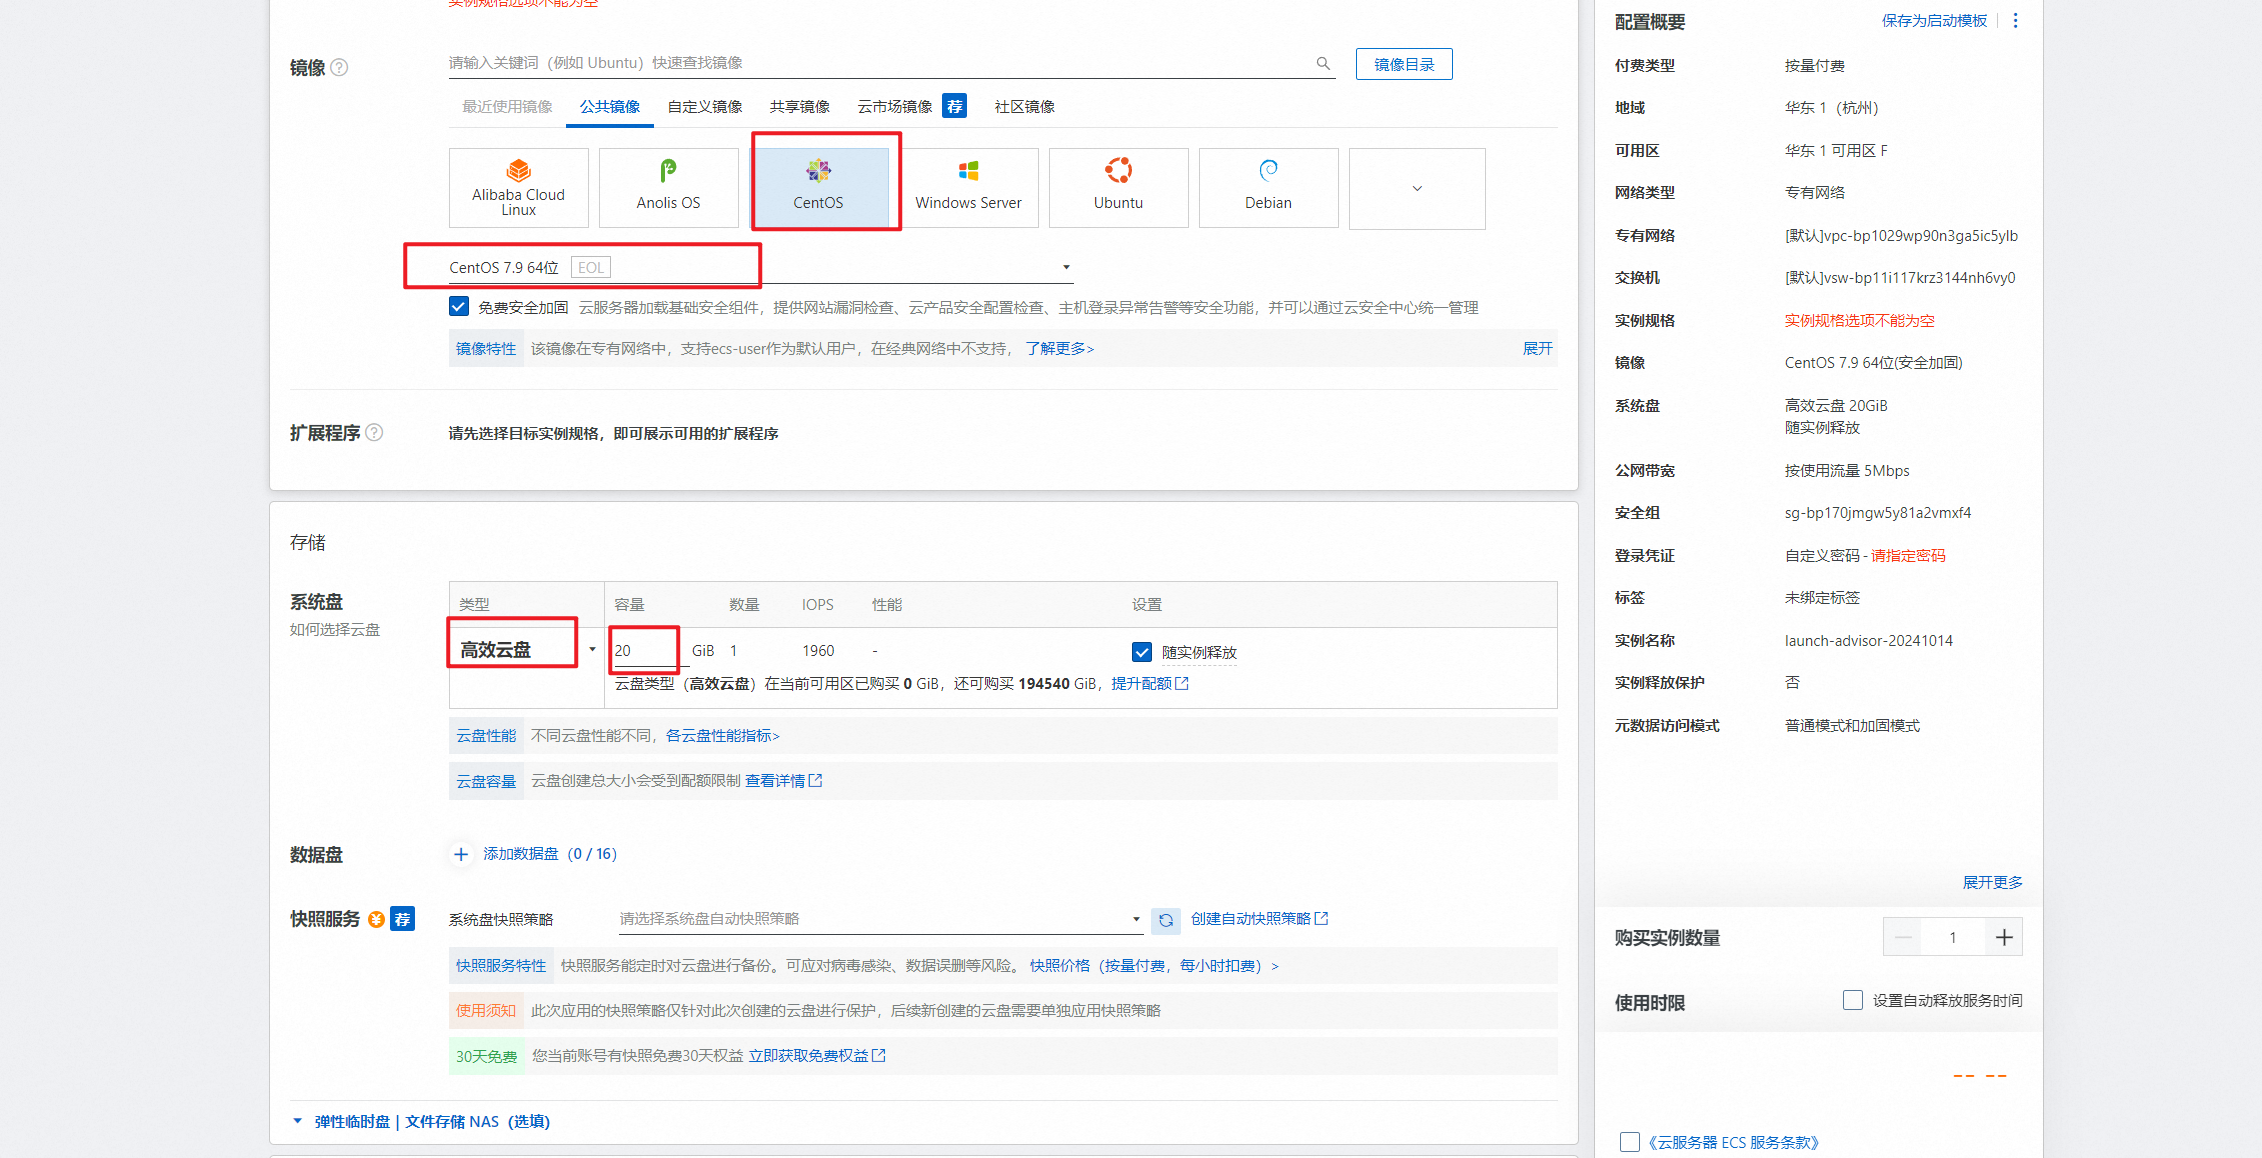 实例规格选项不能为空
镜像
请输入关键词（例如 Ubuntu）快速查找镜像
镜像目录
最近使用镜像 公共镜像 自定义镜像 共享镜像 云市场镜像 荐 社区镜像
Alibaba Cloud Linux
Anolis OS
CentOS
Windows Server
Ubuntu
Debian
CentOS 7.9 64位 EOL
免费安全加固 云服务器加载基础安全组件，提供网站漏洞检查、云产品安全配置检查、主机登录异常告警等安全功能，并可以通过云安全中心统一管理
镜像特性 该镜像在专有网络中，支持ecs-user作为默认用户，在经典网络中不支持， 了解更多> 展开
扩展程序 请先选择目标实例规格，即可展示可用的扩展程序
存储
系统盘
如何选择云盘
类型 容量 数量 IOPS 性能 设置
高效云盘 20 GiB 1 1960 - 随实例释放
云盘类型（高效云盘）在当前可用区已购买 0 GiB，还可购买 194540 GiB，提升配额
云盘性能 不同云盘性能不同，各云盘性能指标>
云盘容量 云盘创建总大小会受到配额限制 查看详情
数据盘 + 添加数据盘（0 / 16）
快照服务 ¥ 荐 系统盘快照策略 请选择系统盘自动快照策略 创建自动快照策略
快照服务特性 快照服务能定时对云盘进行备份。可应对病毒感染、数据误删等风险。 快照价格（按量付费，每小时扣费）>
使用须知 此次应用的快照策略仅针对此次创建的云盘进行保护，后续新创建的云盘需要单独应用快照策略
30天免费 您当前账号有快照免费30天权益 立即获取免费权益
弹性临时盘 | 文件存储 NAS（选填）
配置概要 保存为启动模板
付费类型 按量付费
地域 华东 1（杭州）
可用区 华东 1 可用区 F
网络类型 专有网络
专有网络 [默认]vpc-bp1029wp90n3ga5ic5ylb
交换机 [默认]vsw-bp11i117krz3144nh6vy0
实例规格 实例规格选项不能为空
镜像 CentOS 7.9 64位(安全加固)
系统盘 高效云盘 20GiB
随实例释放
公网带宽 按使用流量 5Mbps
安全组 sg-bp170jmgw5y81a2vmxf4
登录凭证 自定义密码 - 请指定密码
标签 未绑定标签
实例名称 launch-advisor-20241014
实例释放保护 否
元数据访问模式 普通模式和加固模式
展开更多
购买实例数量 — 1 +
使用时限 设置自动释放服务时间
-- --
《云服务器 ECS 服务条款》